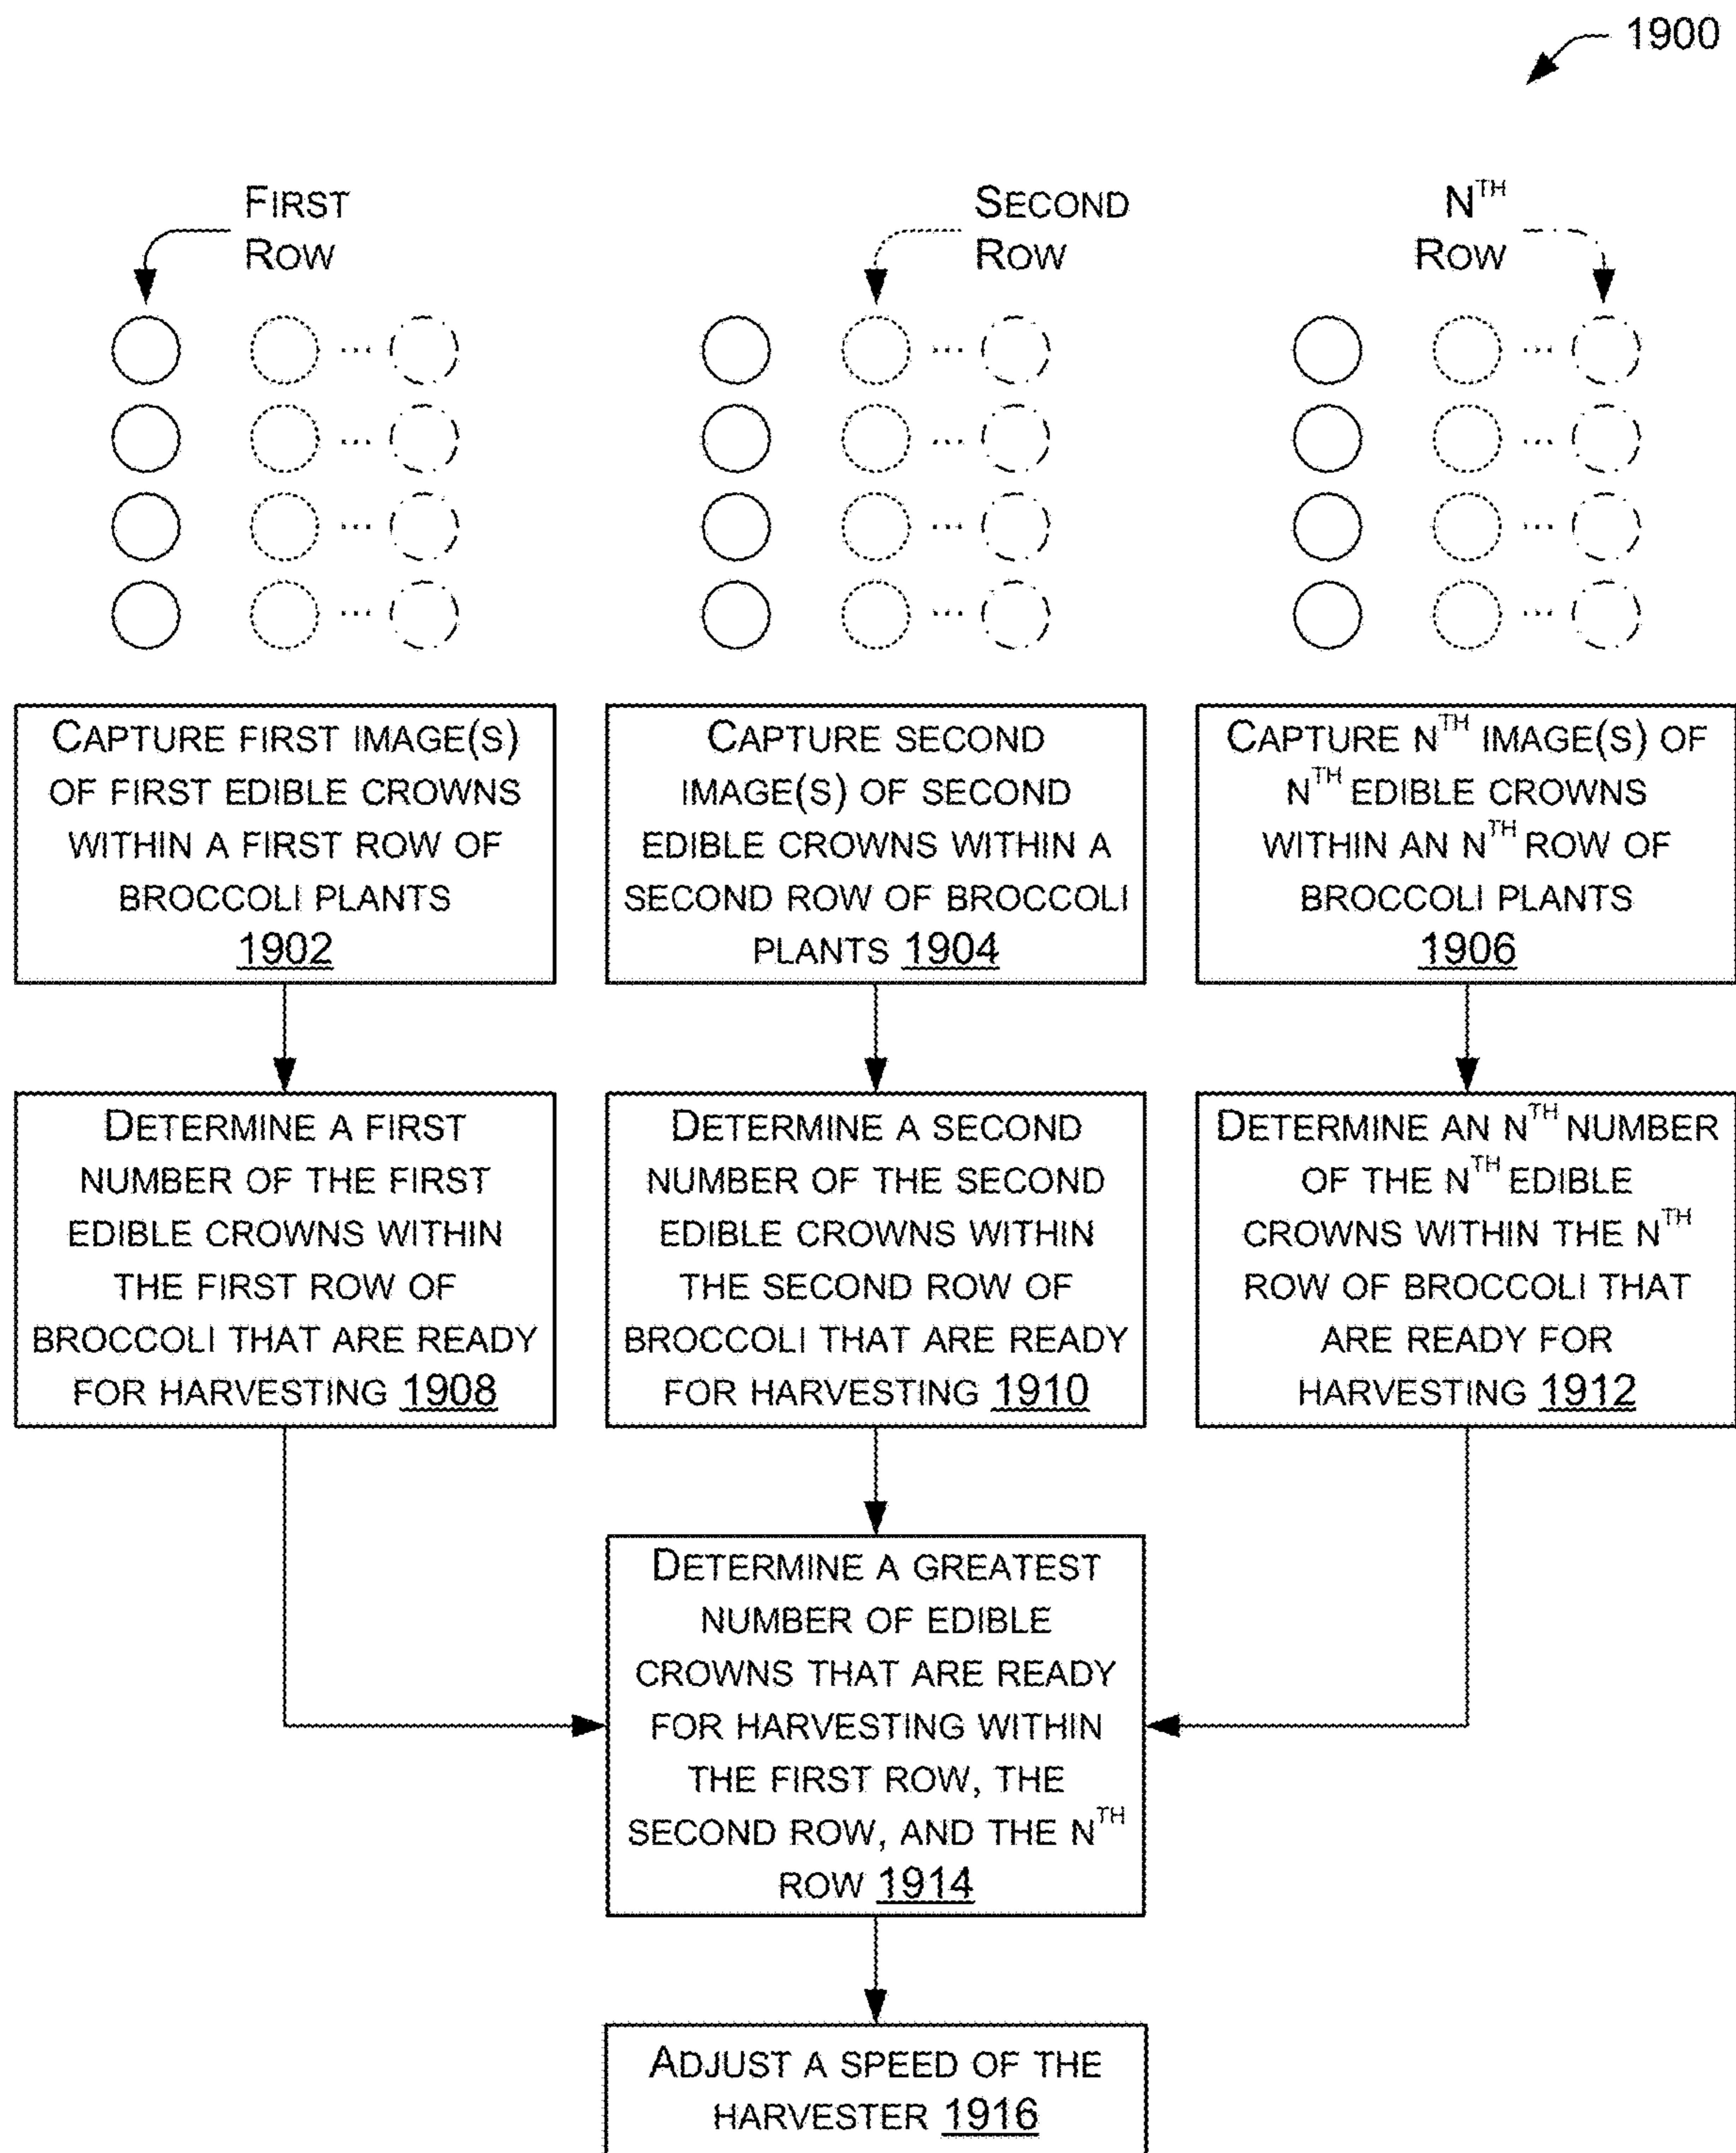 1900
FIRST
ROW
SECOND
ROW
NTH
ROW
...
...
...
...
...
...
...
...
...
...
...
...
CAPTURE FIRST IMAGE(S)
OF FIRST EDIBLE CROWNS
WITHIN A FIRST ROW OF
BROCCOLI PLANTS
1902
CAPTURE SECOND
IMAGE(S) OF SECOND
EDIBLE CROWNS WITHIN A
SECOND ROW OF BROCCOLI
PLANTS 1904
CAPTURE NTH IMAGE(S) OF
NTH EDIBLE CROWNS
WITHIN AN NTH ROW OF
BROCCOLI PLANTS
1906
DETERMINE A FIRST
NUMBER OF THE FIRST
EDIBLE CROWNS WITHIN
THE FIRST ROW OF
BROCCOLI THAT ARE READY
FOR HARVESTING 1908
DETERMINE A SECOND
NUMBER OF THE SECOND
EDIBLE CROWNS WITHIN
THE SECOND ROW OF
BROCCOLI THAT ARE READY
FOR HARVESTING 1910
DETERMINE AN NTH NUMBER
OF THE NTH EDIBLE
CROWNS WITHIN THE NTH
ROW OF BROCCOLI THAT
ARE READY FOR
HARVESTING 1912
DETERMINE A GREATEST
NUMBER OF EDIBLE
CROWNS THAT ARE READY
FOR HARVESTING WITHIN
THE FIRST ROW, THE
SECOND ROW, AND THE NTH
ROW 1914
ADJUST A SPEED OF THE
HARVESTER 1916